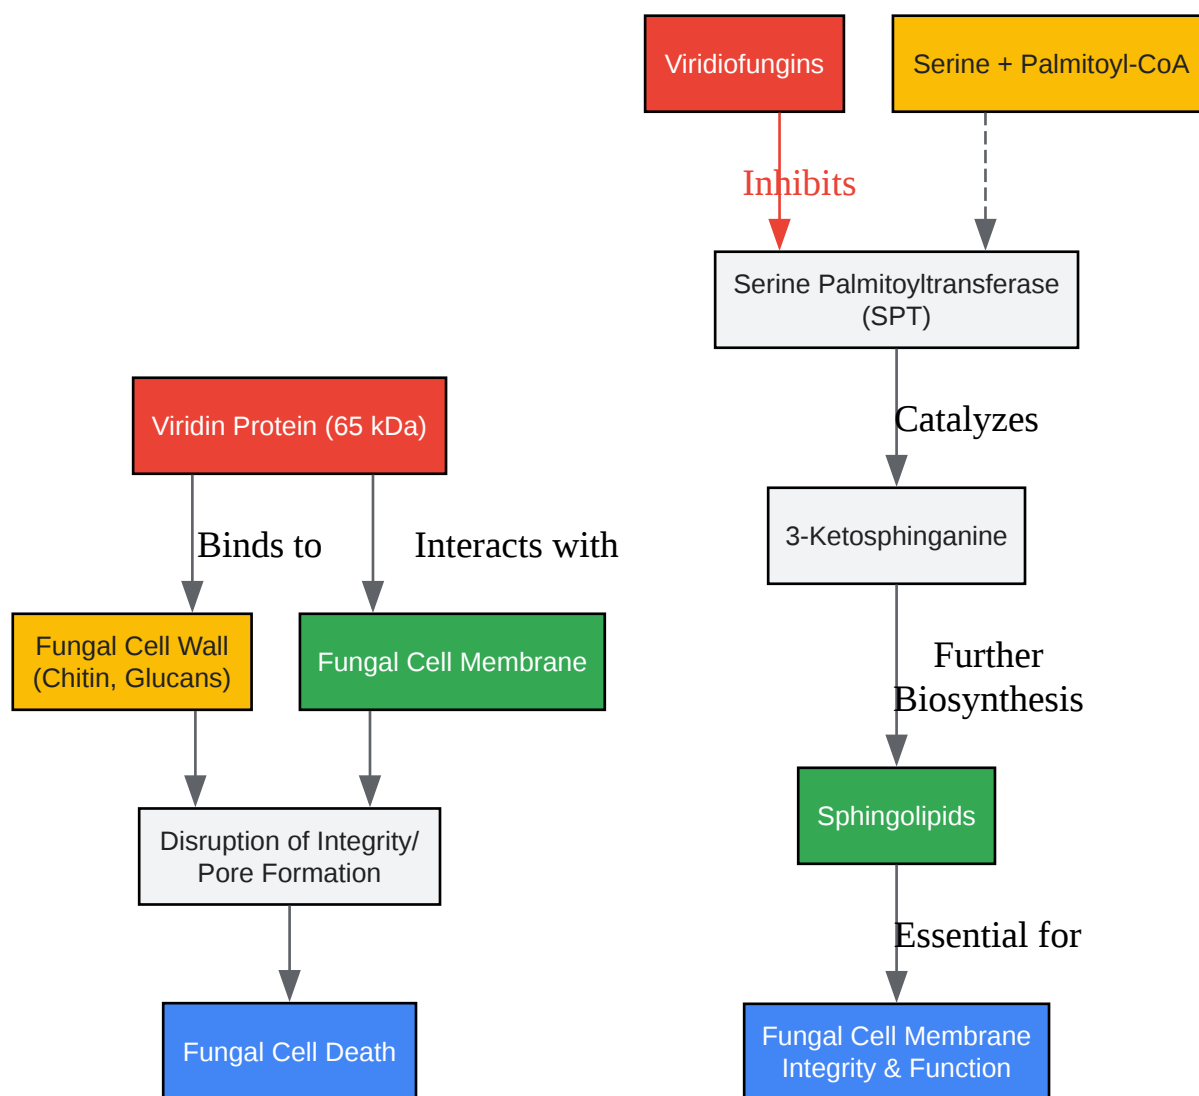 Viridiofungins
Serine + Palmitoyl-CoA
Inhibits
Serine Palmitoyltransferase
(SPT)
Catalyzes
3-Ketosphinganine
Further
Biosynthesis
Sphingolipids
Essential for
Fungal Cell Membrane
Integrity & Function
Viridin Protein (65 kDa)
Binds to
Interacts with
Fungal Cell Wall
(Chitin, Glucans)
Fungal Cell Membrane
Disruption of Integrity/
Pore Formation
Fungal Cell Death